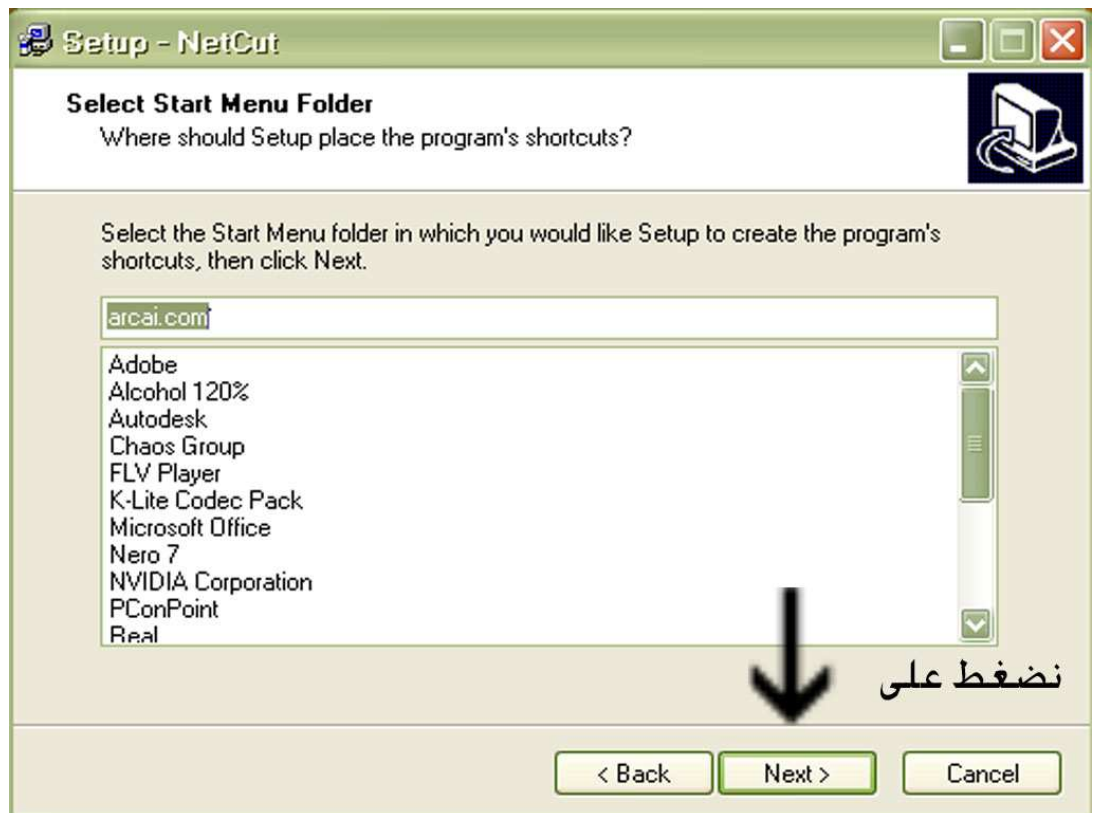 Setup - NetCut
Select Start Menu Folder
Where should Setup place the program's shortcuts?
Select the Start Menu folder in which you would like Setup to create the program's
shortcuts, then click Next.
arcai.com
Adobe
Alcohol 120%
Autodesk
Chaos Group
FLV Player
K-Lite Codec Pack
Microsoft Office
Nero 7
NVIDIA Corporation
PConPoint
Real
نضغط على
< Back Next > Cancel